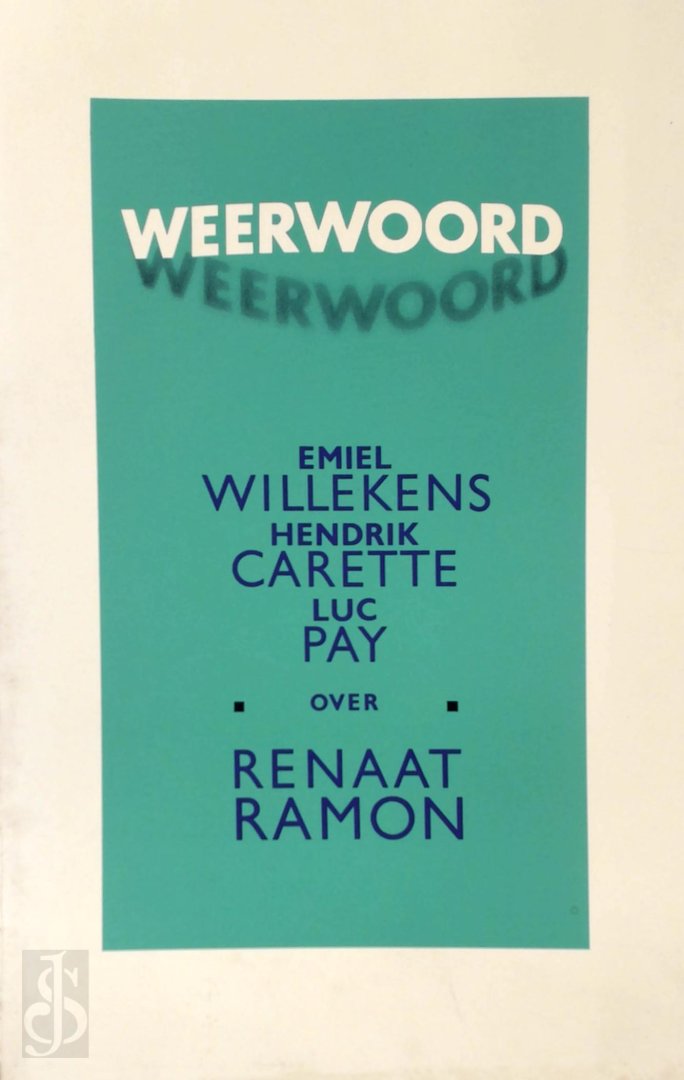 WEERWOORD
WEERWOORD
EMIEL
WILLEKENS
HENDRIK
CARETTE
LUC
PAY
OVER
RENAAT
RAMON